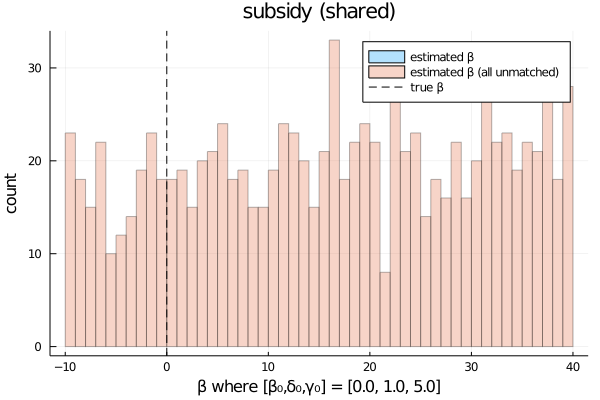 subsidy (shared)
estimated β
estimated β (all unmatched)
true β
count
30
20
10
0
−10
0
10
20
30
40
β where [β₀,δ₀,γ₀] = [0.0, 1.0, 5.0]